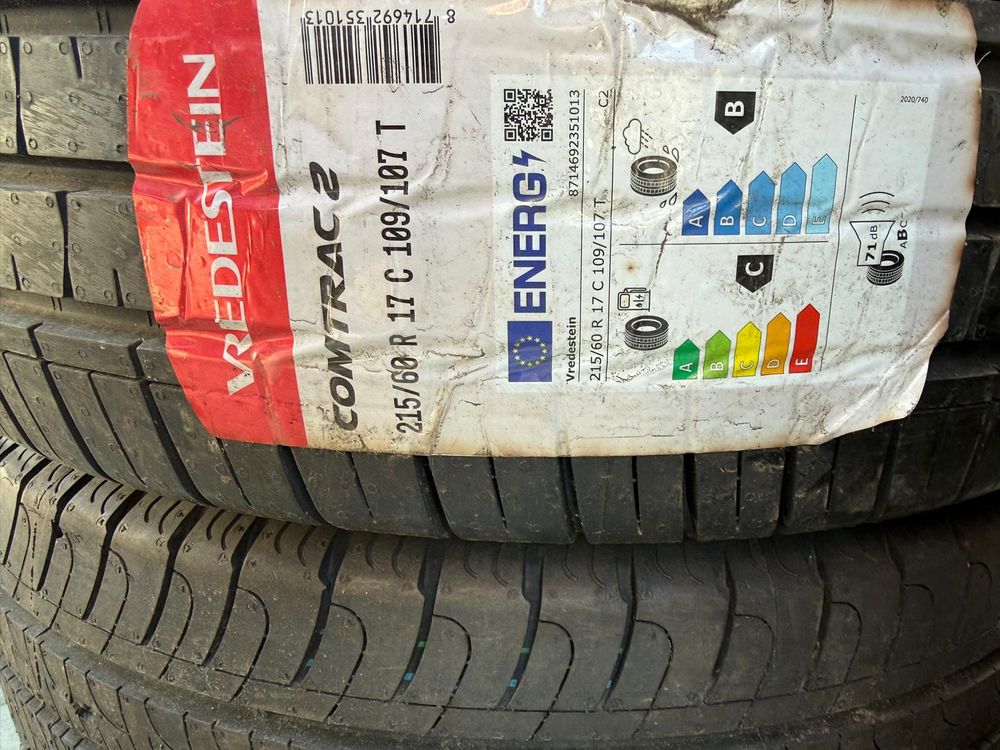 VREDESTEIN
8 714692 351013
COMTRAC 2
215/60 R 17 C 109/107 T
ENERG
Vredestein
8714692351013
215/60 R 17 C 109/107 T
C2
A
B
C
D
E
C
A
B
C
D
E
B
71 dB
ABC
2020/740